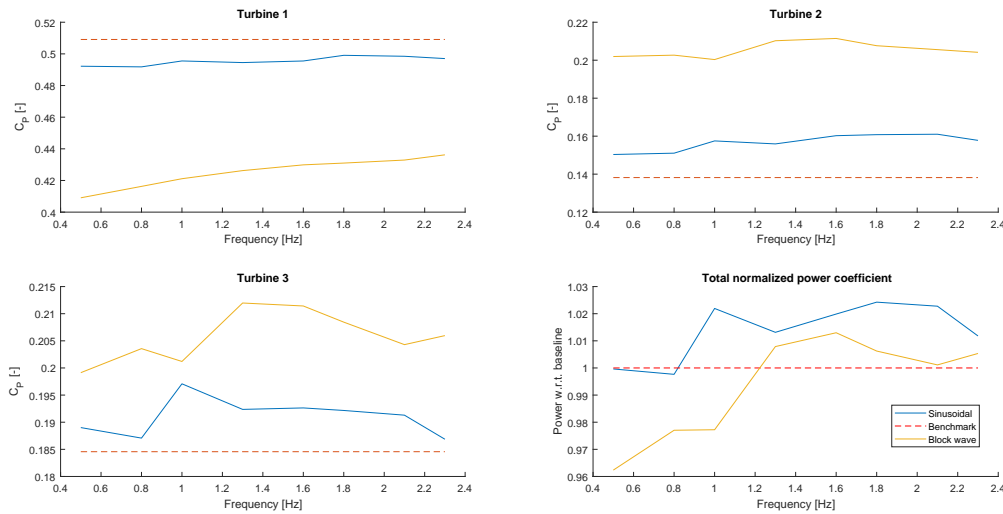 Turbine 1
0.52
0.5
0.48
0.46
0.44
0.42
0.4
C_P [-]
0.4 0.6 0.8 1 1.2 1.4 1.6 1.8 2 2.2 2.4
Frequency [Hz]
Turbine 2
0.22
0.2
0.18
0.16
0.14
0.12
C_P [-]
0.4 0.6 0.8 1 1.2 1.4 1.6 1.8 2 2.2 2.4
Frequency [Hz]
Turbine 3
0.215
0.21
0.205
0.2
0.195
0.19
0.185
0.18
C_P [-]
0.4 0.6 0.8 1 1.2 1.4 1.6 1.8 2 2.2 2.4
Frequency [Hz]
Total normalized power coefficient
1.03
1.02
1.01
1
0.99
0.98
0.97
0.96
Power w.r.t. baseline
0.4 0.6 0.8 1 1.2 1.4 1.6 1.8 2 2.2 2.4
Frequency [Hz]
Sinusoidal
Benchmark
Block wave